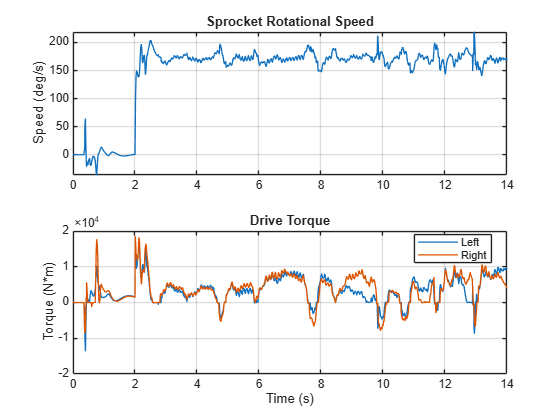 Sprocket Rotational Speed
200
150
100
50
0
Speed (deg/s)
0 2 4 6 8 10 12 14
Drive Torque
×10⁴
2
1
0
-1
-2
Torque (N*m)
Left
Right
0 2 4 6 8 10 12 14
Time (s)